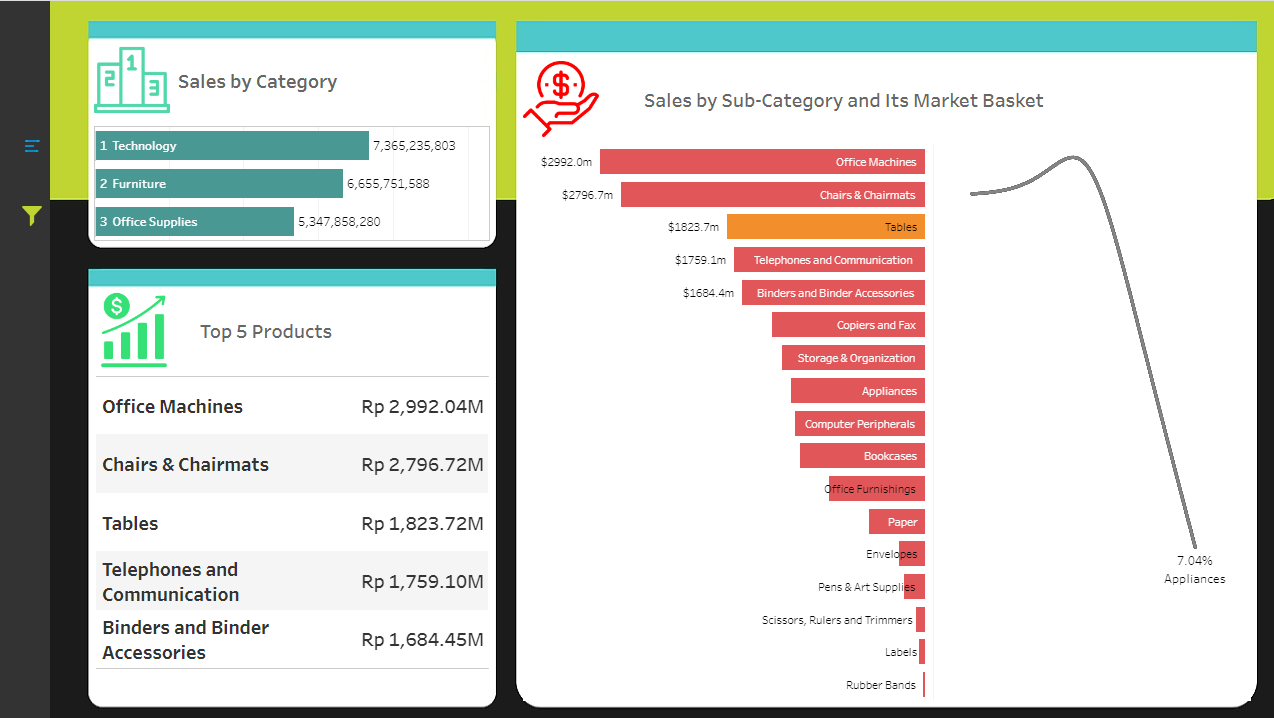 2
1
3
Sales by Category
1 Technology 7,365,235,803
2 Furniture 6,655,751,588
3 Office Supplies 5,347,858,280
$
Top 5 Products
Office Machines Rp 2,992.04M
Chairs & Chairmats Rp 2,796.72M
Tables Rp 1,823.72M
Telephones and
Communication Rp 1,759.10M
Binders and Binder
Accessories Rp 1,684.45M
$
Sales by Sub-Category and Its Market Basket
$2992.0m Office Machines
$2796.7m Chairs & Chairmats
$1823.7m Tables
$1759.1m Telephones and Communication
$1684.4m Binders and Binder Accessories
Copiers and Fax
Storage & Organization
Appliances
Computer Peripherals
Bookcases
Office Furnishings
Paper
Envelopes
Pens & Art Supplies
Scissors, Rulers and Trimmers
Labels
Rubber Bands
7.04%
Appliances